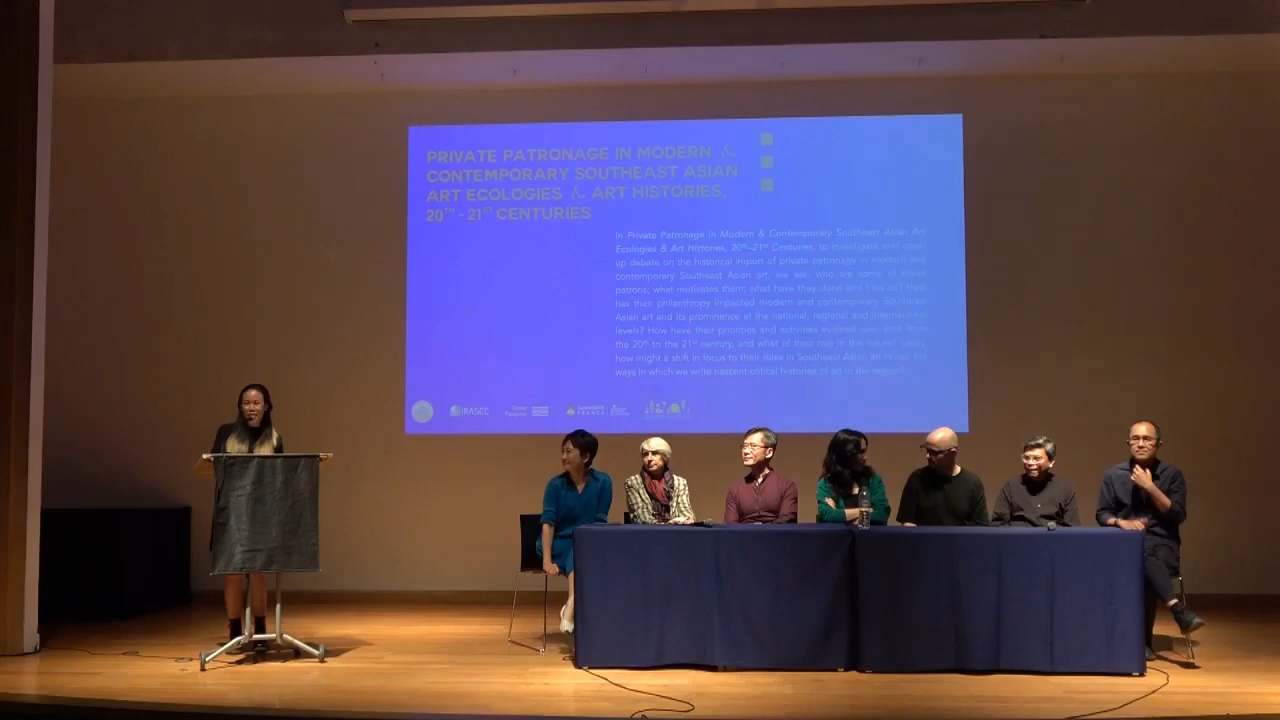 PRIVATE PATRONAGE IN MODERN &
CONTEMPORARY SOUTHEAST ASIAN
ART ECOLOGIES & ART HISTORIES,
20TH - 21ST CENTURIES
In Private Patronage in Modern & Contemporary Southeast Asian Art
Ecologies & Art Histories, 20th–21st Centuries, to investigate and open
up debate on the historical import of private patronage in modern and
contemporary Southeast Asian art, we ask: who are some of these
patrons; what motivates them; what have they done and how so? How
has their philanthropy impacted modern and contemporary Southeast
Asian art and its prominence at the national, regional and international
levels? How have their priorities and activities evolved over time from
the 20th to the 21st century, and what of their role in the future? Lastly,
how might a shift in focus to their roles in Southeast Asian art revise the
ways in which we write nascent critical histories of art in the region?
IRASEC